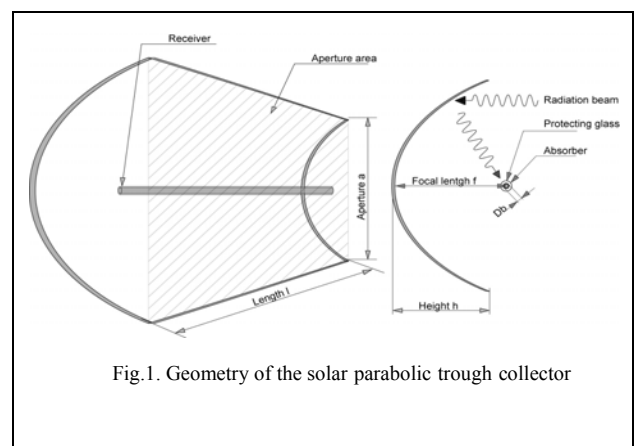 Receiver
Aperture area
Aperture a
Length l
Radiation beam
Protecting glass
Absorber
Focal lentgh f
Db
Height h
Fig.1. Geometry of the solar parabolic trough collector